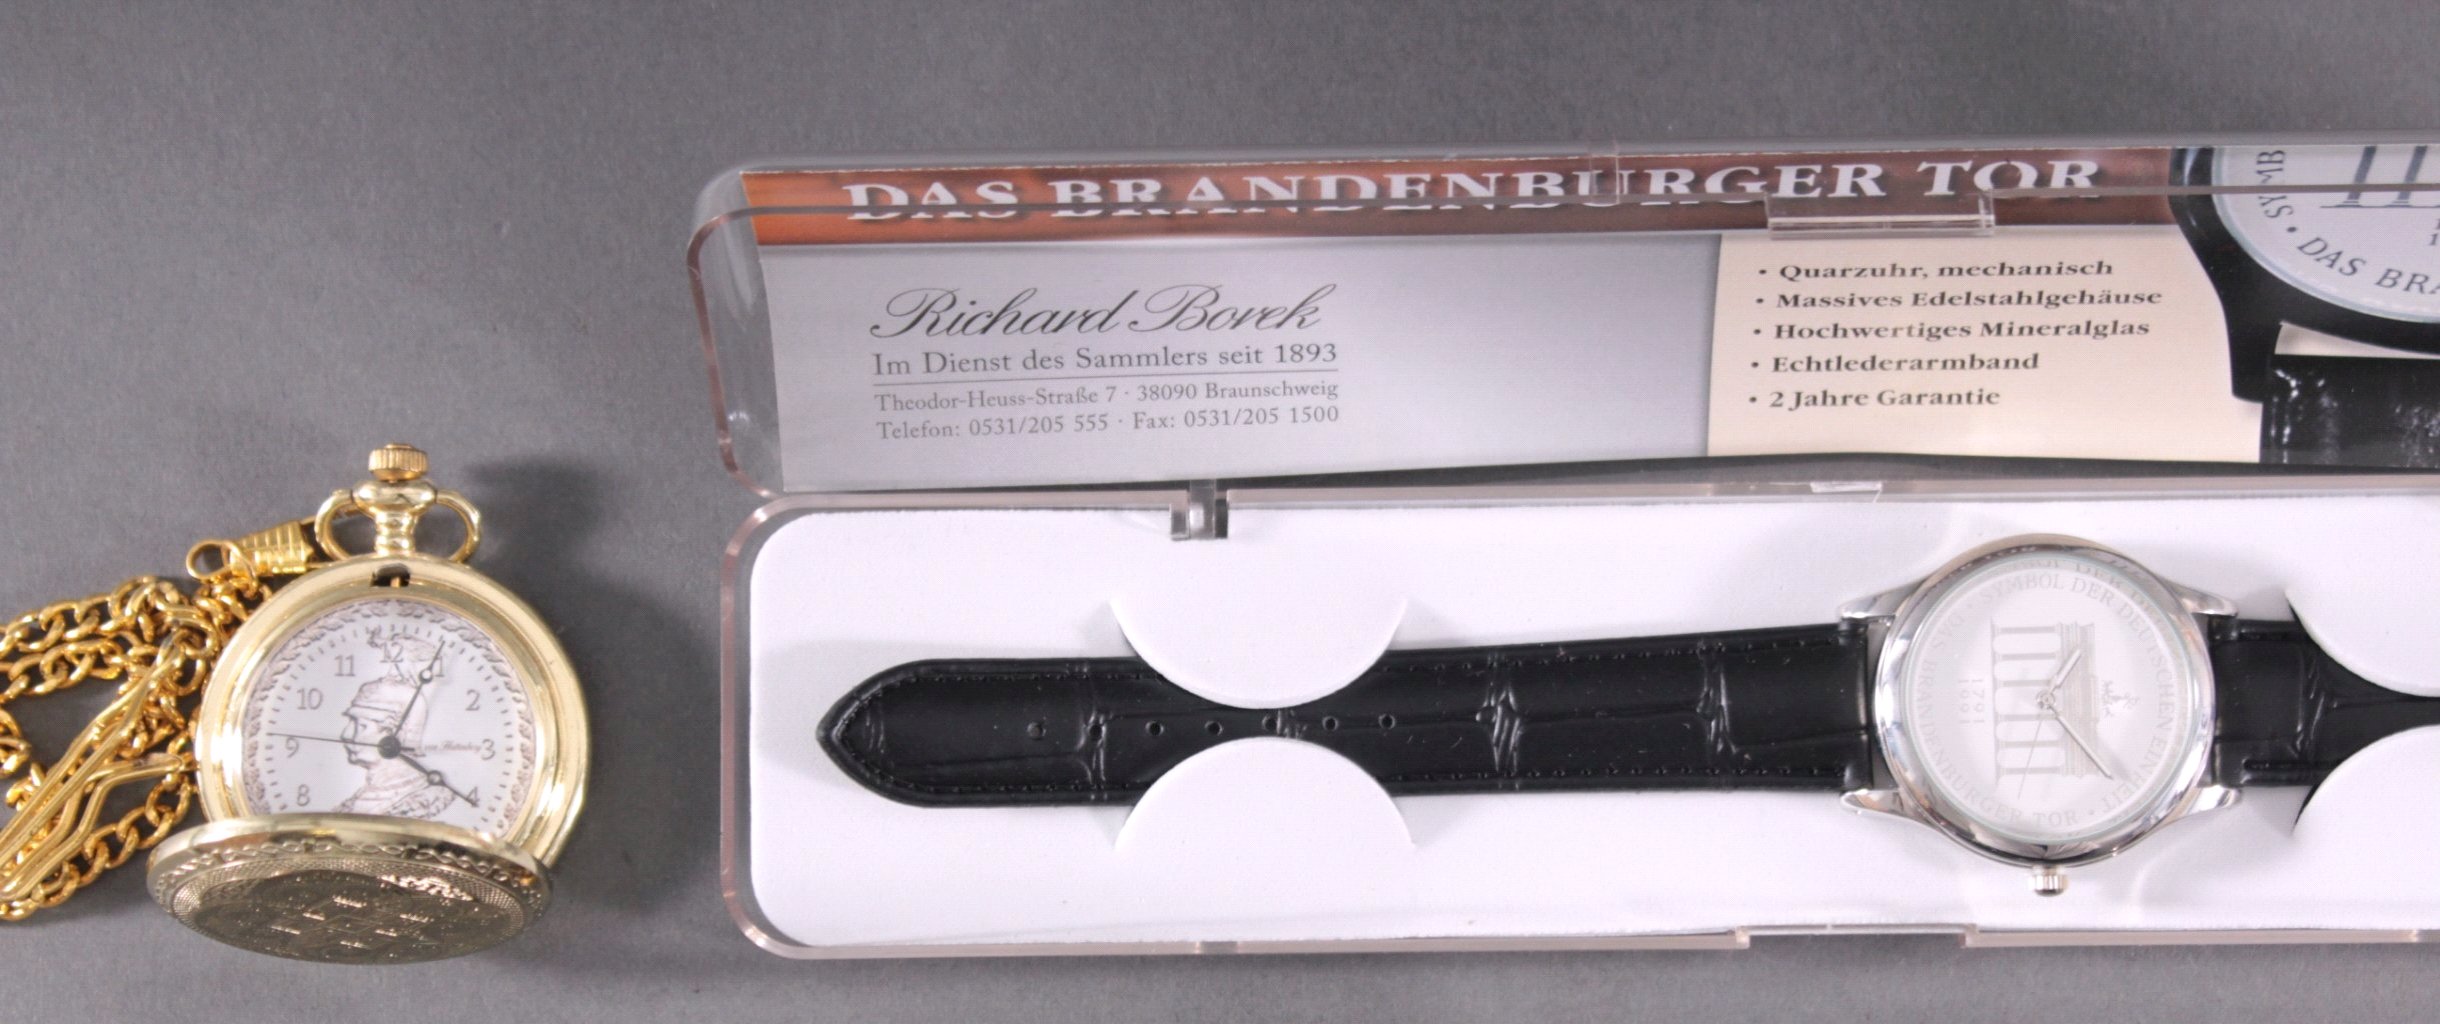 DAS BRANDENBURGER TOR
Richard Borek
Im Dienst des Sammlers seit 1893
Theodor-Heuss-Straße 7 · 38090 Braunschweig
Telefon: 0531/205 555 · Fax: 0531/205 1500
• Quarzuhr, mechanisch
• Massives Edelstahlgehäuse
• Hochwertiges Mineralglas
• Echtlederarmband
• 2 Jahre Garantie
SYMB
• DAS BRA
11 12 1
10 2
9 3
8 4
DAS BRANDENBURGER TOR • SYMBOL DER DEUTSCHEN EINHEIT •
1791
1991